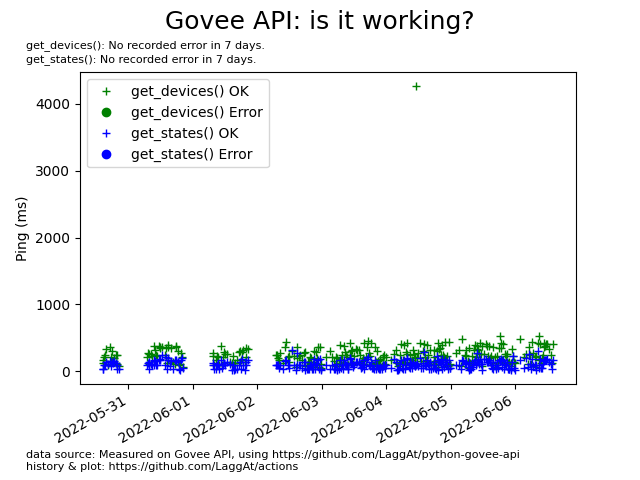 Govee API: is it working?
get_devices(): No recorded error in 7 days.
get_states(): No recorded error in 7 days.
get_devices() OK
get_devices() Error
get_states() OK
get_states() Error
Ping (ms)
4000
3000
2000
1000
0
2022-05-31
2022-06-01
2022-06-02
2022-06-03
2022-06-04
2022-06-05
2022-06-06
data source: Measured on Govee API, using https://github.com/LaggAt/python-govee-api
history & plot: https://github.com/LaggAt/actions